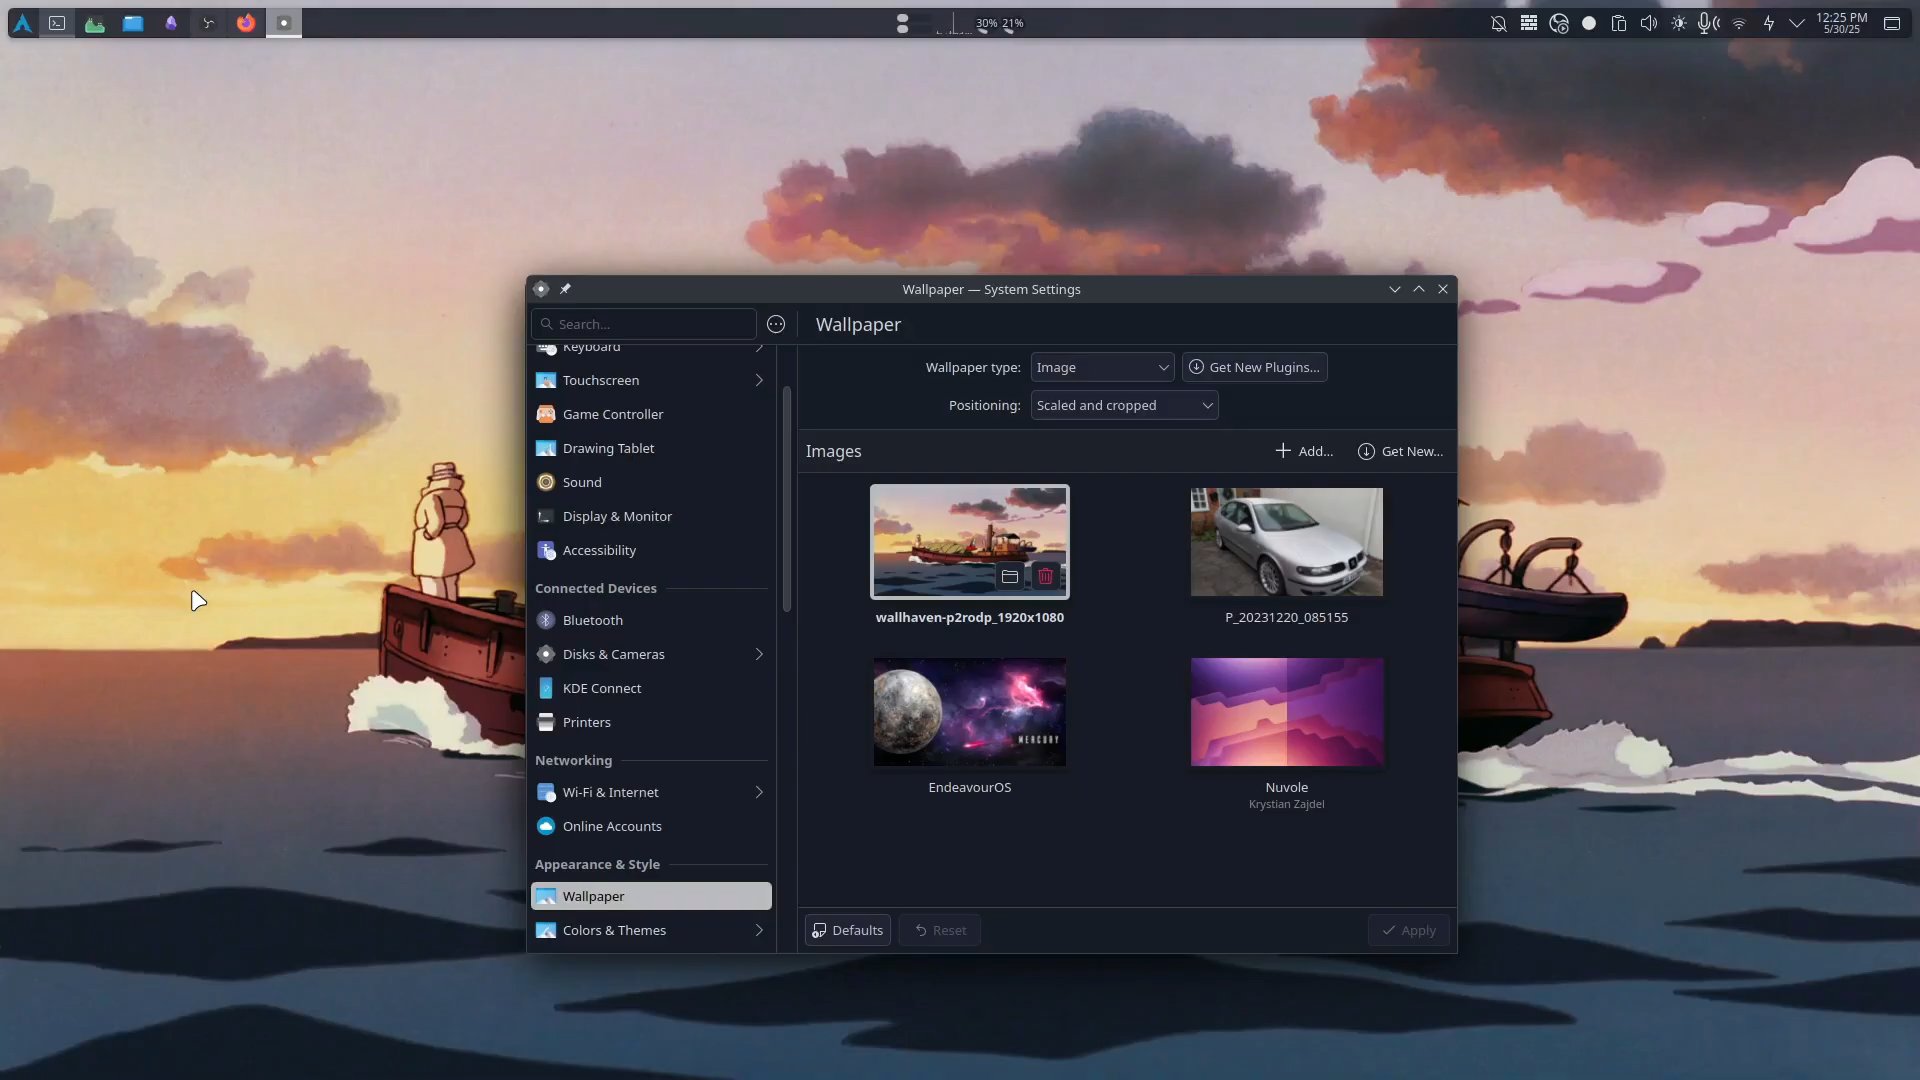 30% 21%
12:25 PM
5/30/25
Wallpaper — System Settings
Search...
Wallpaper
Keyboard
Touchscreen
Game Controller
Drawing Tablet
Sound
Display & Monitor
Accessibility
Connected Devices
Bluetooth
Disks & Cameras
KDE Connect
Printers
Networking
Wi-Fi & Internet
Online Accounts
Appearance & Style
Wallpaper
Colors & Themes
Wallpaper type: Image Get New Plugins...
Positioning: Scaled and cropped
Images Add... Get New...
wallhaven-p2rodp_1920x1080
P_20231220_085155
MERCURY
EndeavourOS
Nuvole
Krystian Zajdel
Defaults Reset Apply